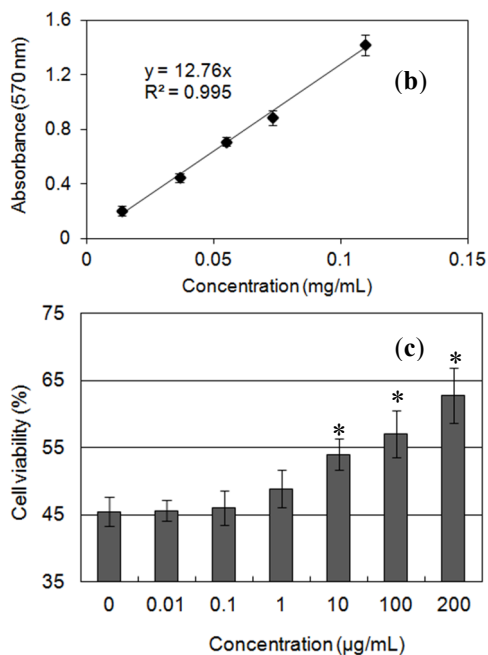 1.6
1.2
0.8
0.4
0
Absorbance (570 nm)
y = 12.76x
R² = 0.995
(b)
0 0.05 0.1 0.15
Concentration (mg/mL)
75
65
55
45
35
Cell viability (%)
(c)
* * *
0 0.01 0.1 1 10 100 200
Concentration (µg/mL)